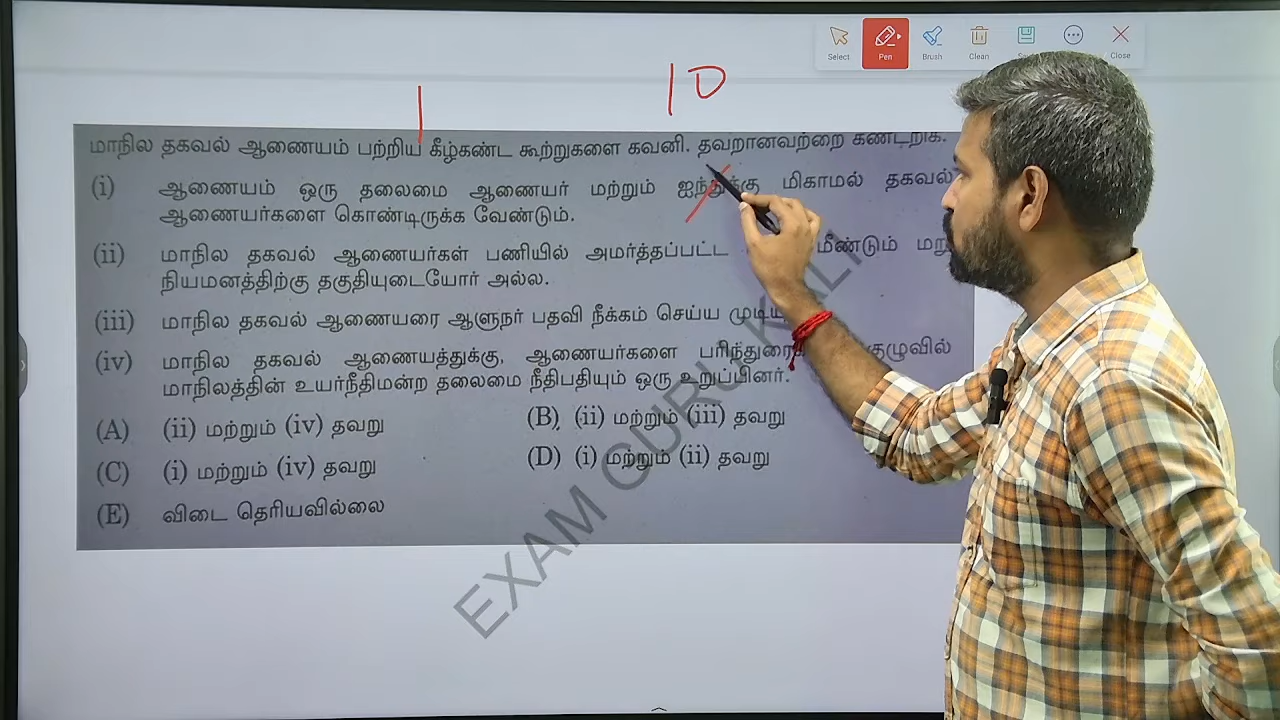 Select Pen Brush Clean Close
1 10
மாநில தகவல் ஆணையம் பற்றிய கீழ்கண்ட கூற்றுகளை கவனி. தவறானவற்றை கண்டறிக.
(i) ஆணையம் ஒரு தலைமை ஆணையர் மற்றும் ஐந்துக்கு மிகாமல் தகவல்
ஆணையர்களை கொண்டிருக்க வேண்டும்.
(ii) மாநில தகவல் ஆணையர்கள் பணியில் அமர்த்தப்பட்ட மீண்டும்
நியமனத்திற்கு தகுதியுடையோர் அல்ல.
(iii) மாநில தகவல் ஆணையரை ஆளுநர் பதவி நீக்கம் செய்ய
(iv) மாநில தகவல் ஆணையத்துக்கு, ஆணையர்களை
மாநிலத்தின் உயர்நீதிமன்ற தலைமை நீதிபதியும் ஒரு உறுப்பினர்.
(A) (ii) மற்றும் (iv) தவறு (B) (ii) மற்றும் (iii) தவறு
(C) (i) மற்றும் (iv) தவறு (D) (i) மற்றும் (ii) தவறு
(E) விடை தெரியவில்லை
EXAM GURU KALI